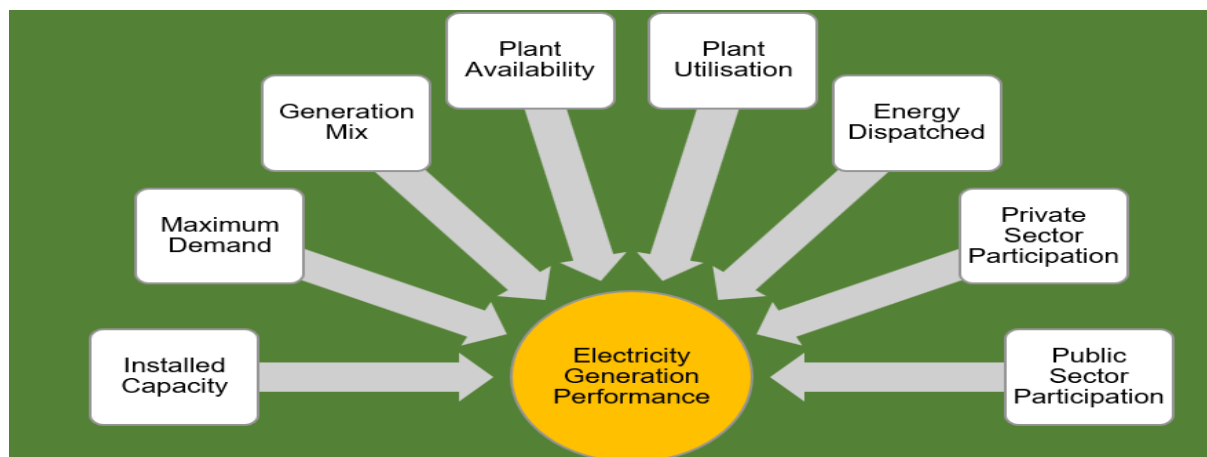 Plant
Availability
Plant
Utilisation
Generation
Mix
Energy
Dispatched
Maximum
Demand
Private
Sector
Participation
Installed
Capacity
Electricity
Generation
Performance
Public
Sector
Participation